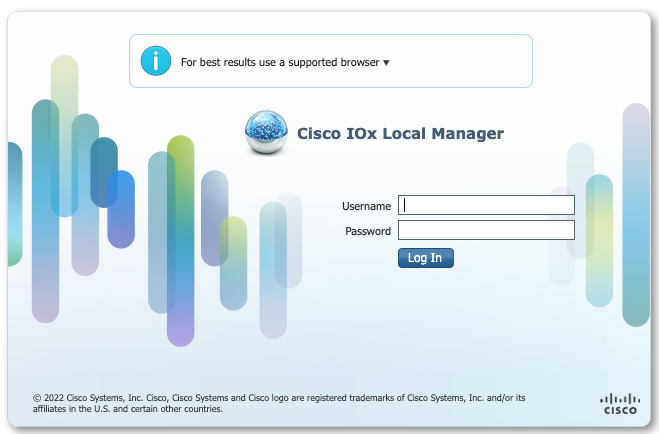 For best results use a supported browser ▼
Cisco IOx Local Manager
Username
Password
Log In
© 2022 Cisco Systems, Inc. Cisco, Cisco Systems and Cisco logo are registered trademarks of Cisco Systems, Inc. and/or its
affiliates in the U.S. and certain other countries.
CISCO